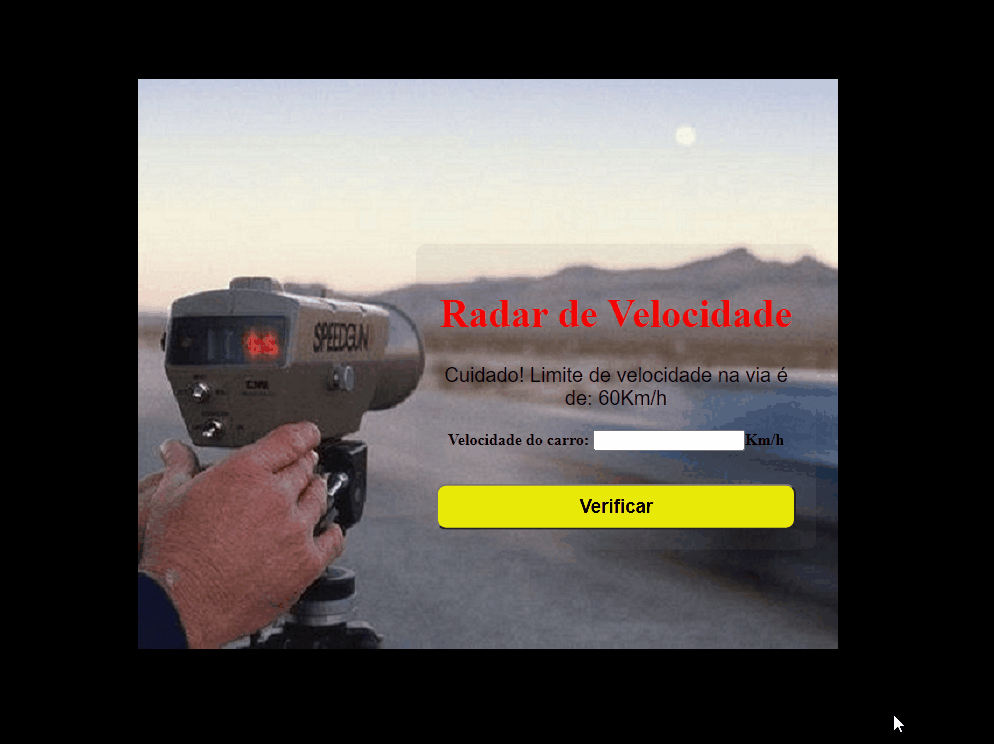 Radar de Velocidade
SPEEDGUN
Cuidado! Limite de velocidade na via é
de: 60Km/h
Velocidade do carro: Km/h
Verificar